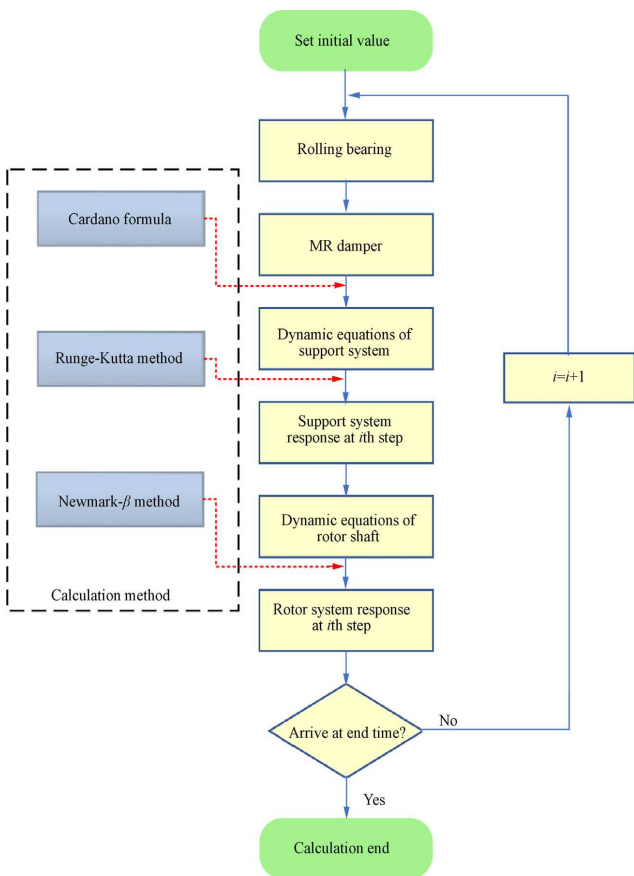 Set initial value
Rolling bearing
Cardano formula
MR damper
Dynamic equations of
support system
Runge-Kutta method
i=i+1
Support system
response at ith step
Newmark-β method
Dynamic equations of
rotor shaft
Calculation method
Rotor system response
at ith step
No
Arrive at end time?
Yes
Calculation end